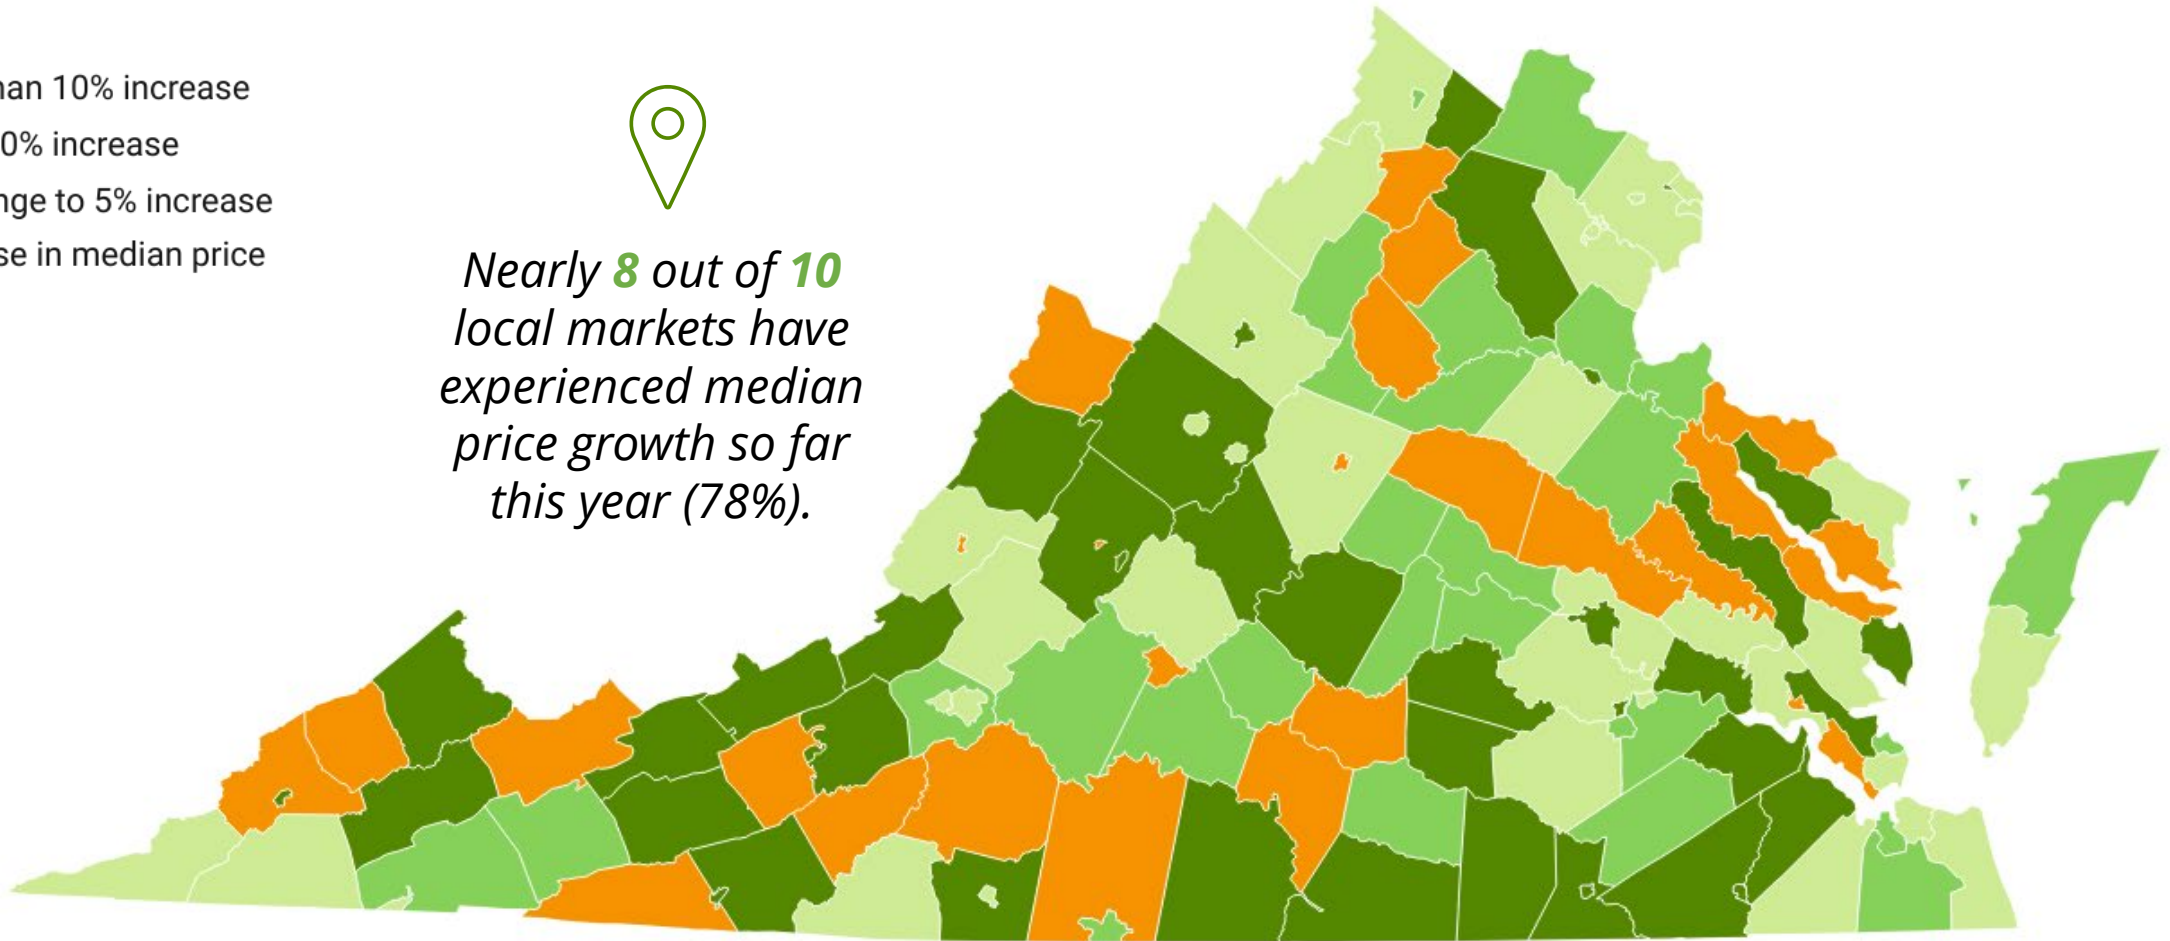 han 10% increase
0% increase
nge to 5% increase
se in median price
Nearly 8 out of 10
local markets have
experienced median
price growth so far
this year (78%).